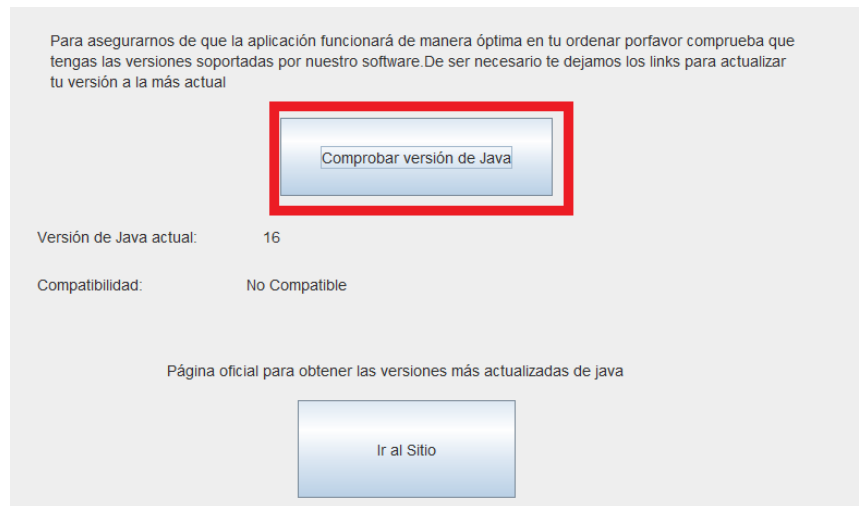 Para asegurarnos de que la aplicación funcionará de manera óptima en tu ordenar porfavor comprueba que
tengas las versiones soportadas por nuestro software.De ser necesario te dejamos los links para actualizar
tu versión a la más actual
Comprobar versión de Java
Versión de Java actual: 16
Compatibilidad: No Compatible
Página oficial para obtener las versiones más actualizadas de java
Ir al Sitio